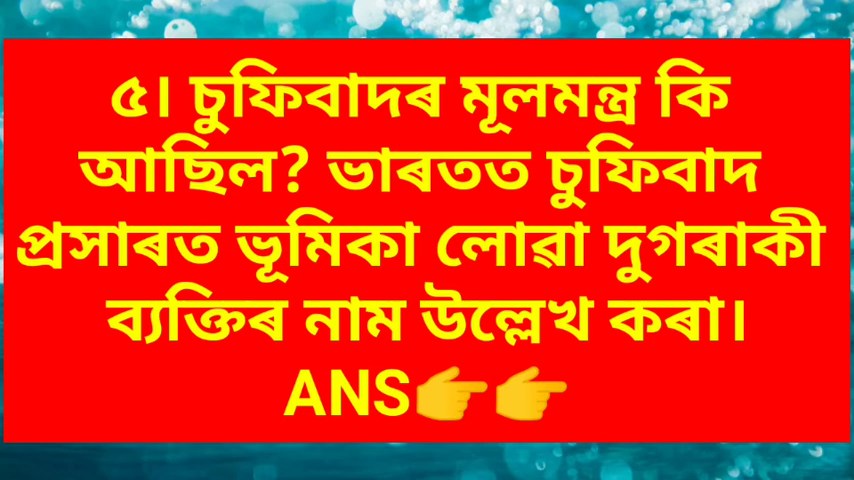 ৫। চুফিবাদৰ মূলমন্ত্ৰ কি
আছিল? ভাৰতত চুফিবাদ
প্ৰসাৰত ভূমিকা লোৱা দুগৰাকী
ব্যক্তিৰ নাম উল্লেখ কৰা।
ANS👉👉